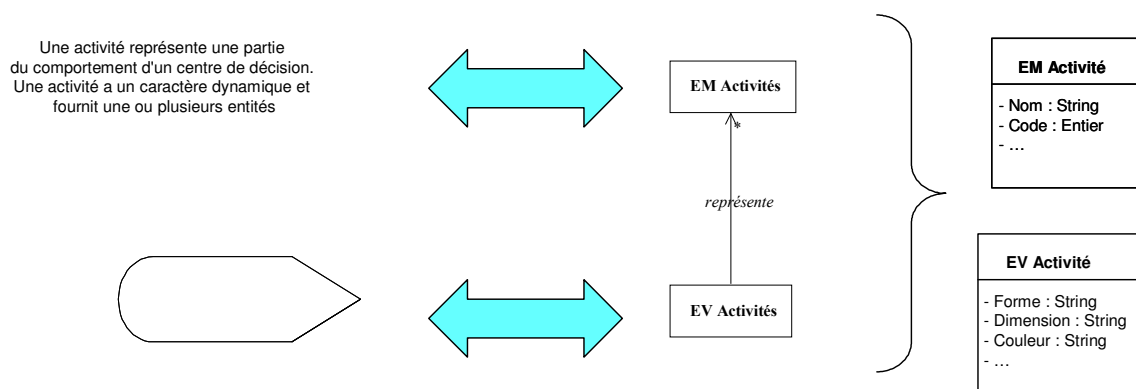 Une activité représente une partie
du comportement d'un centre de décision.
Une activité a un caractère dynamique et
fournit une ou plusieurs entités
EM Activités
*
représente
EV Activités
EM Activité
- Nom : String
- Code : Entier
- ...
EV Activité
- Forme : String
- Dimension : String
- Couleur : String
- ...